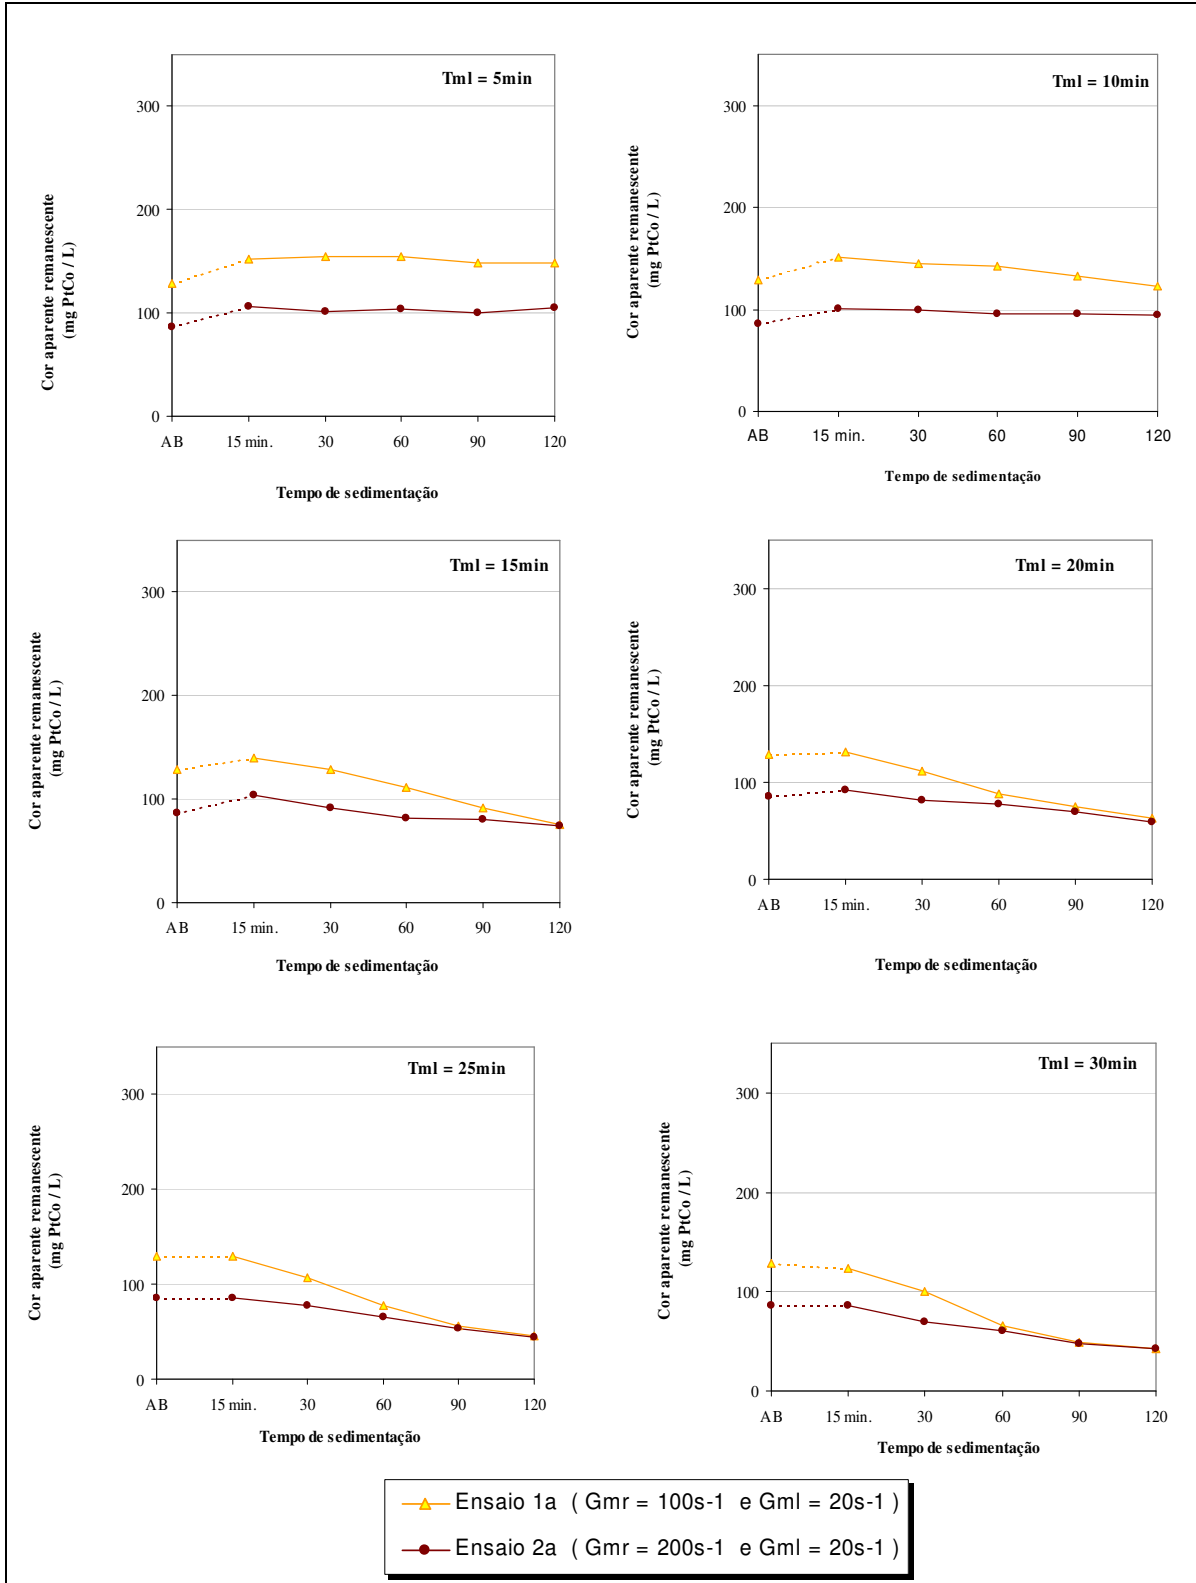 Tml = 5min
300
200
100
0
AB 15 min. 30 60 90 120
Cor aparente remanescente
(mg PtCo / L)
Tempo de sedimentação
Tml = 10min
300
200
100
0
AB 15 min. 30 60 90 120
Cor aparente remanescente
(mg PtCo / L)
Tempo de sedimentação
Tml = 15min
300
200
100
0
AB 15 min. 30 60 90 120
Cor aparente remanescente
(mg PtCo / L)
Tempo de sedimentação
Tml = 20min
300
200
100
0
AB 15 min. 30 60 90 120
Cor aparente remanescente
(mg PtCo / L)
Tempo de sedimentação
Tml = 25min
300
200
100
0
AB 15 min. 30 60 90 120
Cor aparente remanescente
(mg PtCo / L)
Tempo de sedimentação
Tml = 30min
300
200
100
0
AB 15 min. 30 60 90 120
Cor aparente remanescente
(mg PtCo / L)
Tempo de sedimentação
Ensaio 1a ( Gmr = 100s-1 e Gml = 20s-1 )
Ensaio 2a ( Gmr = 200s-1 e Gml = 20s-1 )